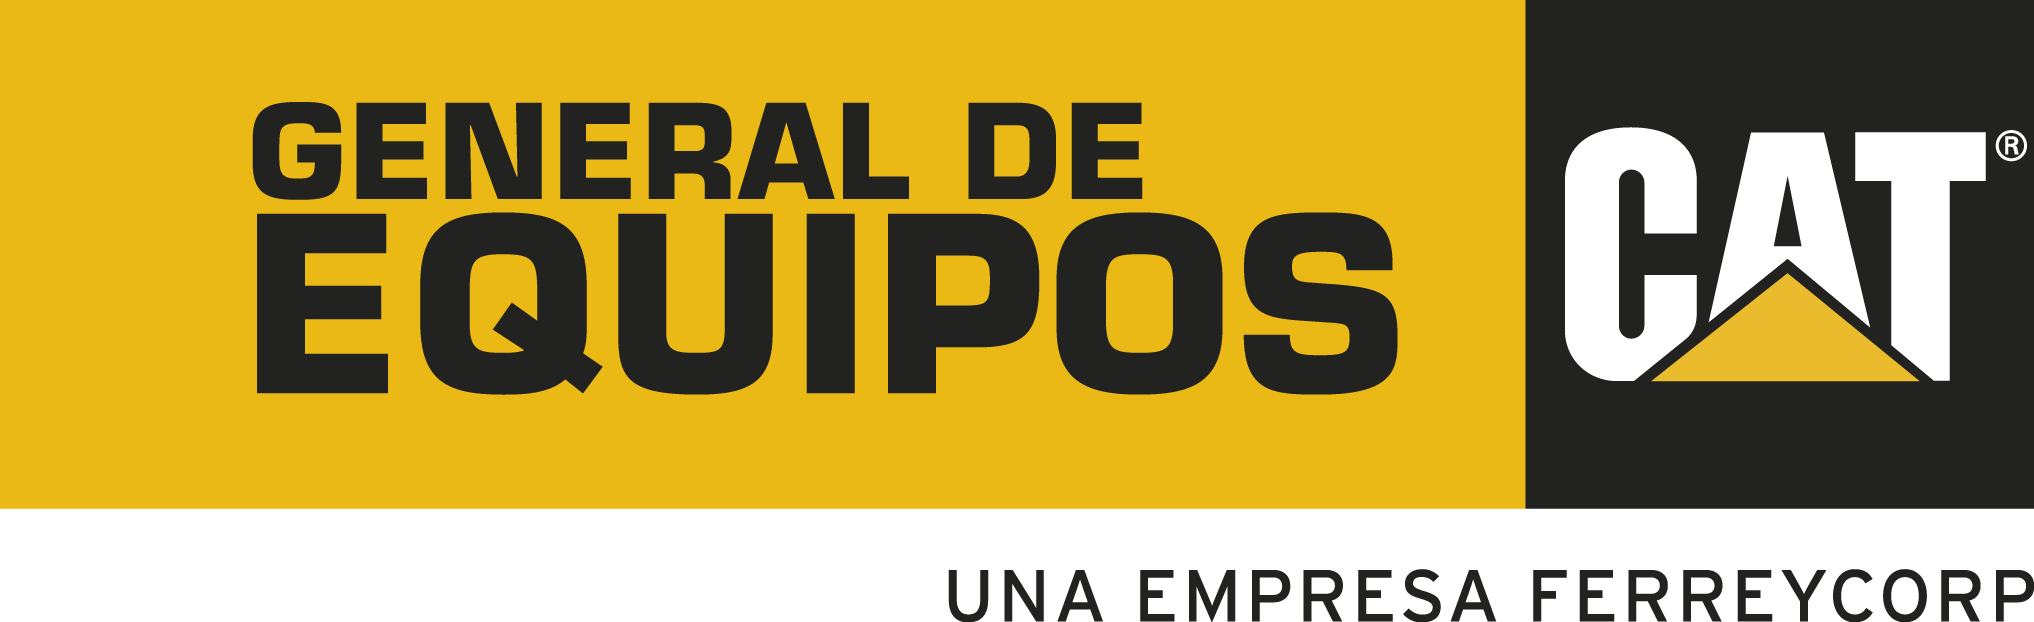 GENERAL DE
EQUIPOS
CAT®
UNA EMPRESA FERREYCORP